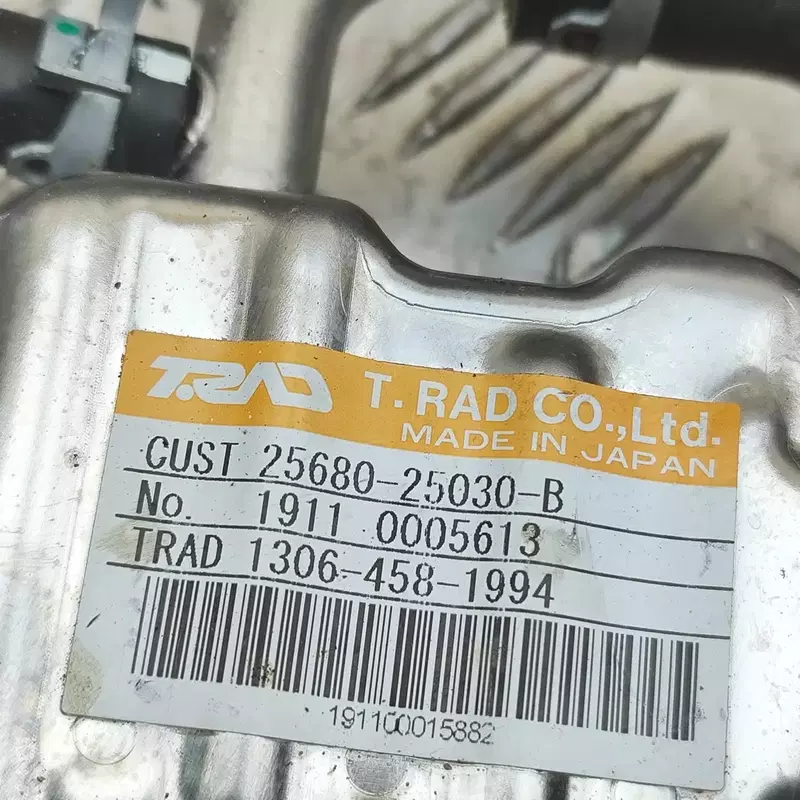 T.RAD T. RAD CO.,Ltd.
MADE IN JAPAN
CUST 25680-25030-B
No. 1911 0005613
TRAD 1306-458-1994
191100015882